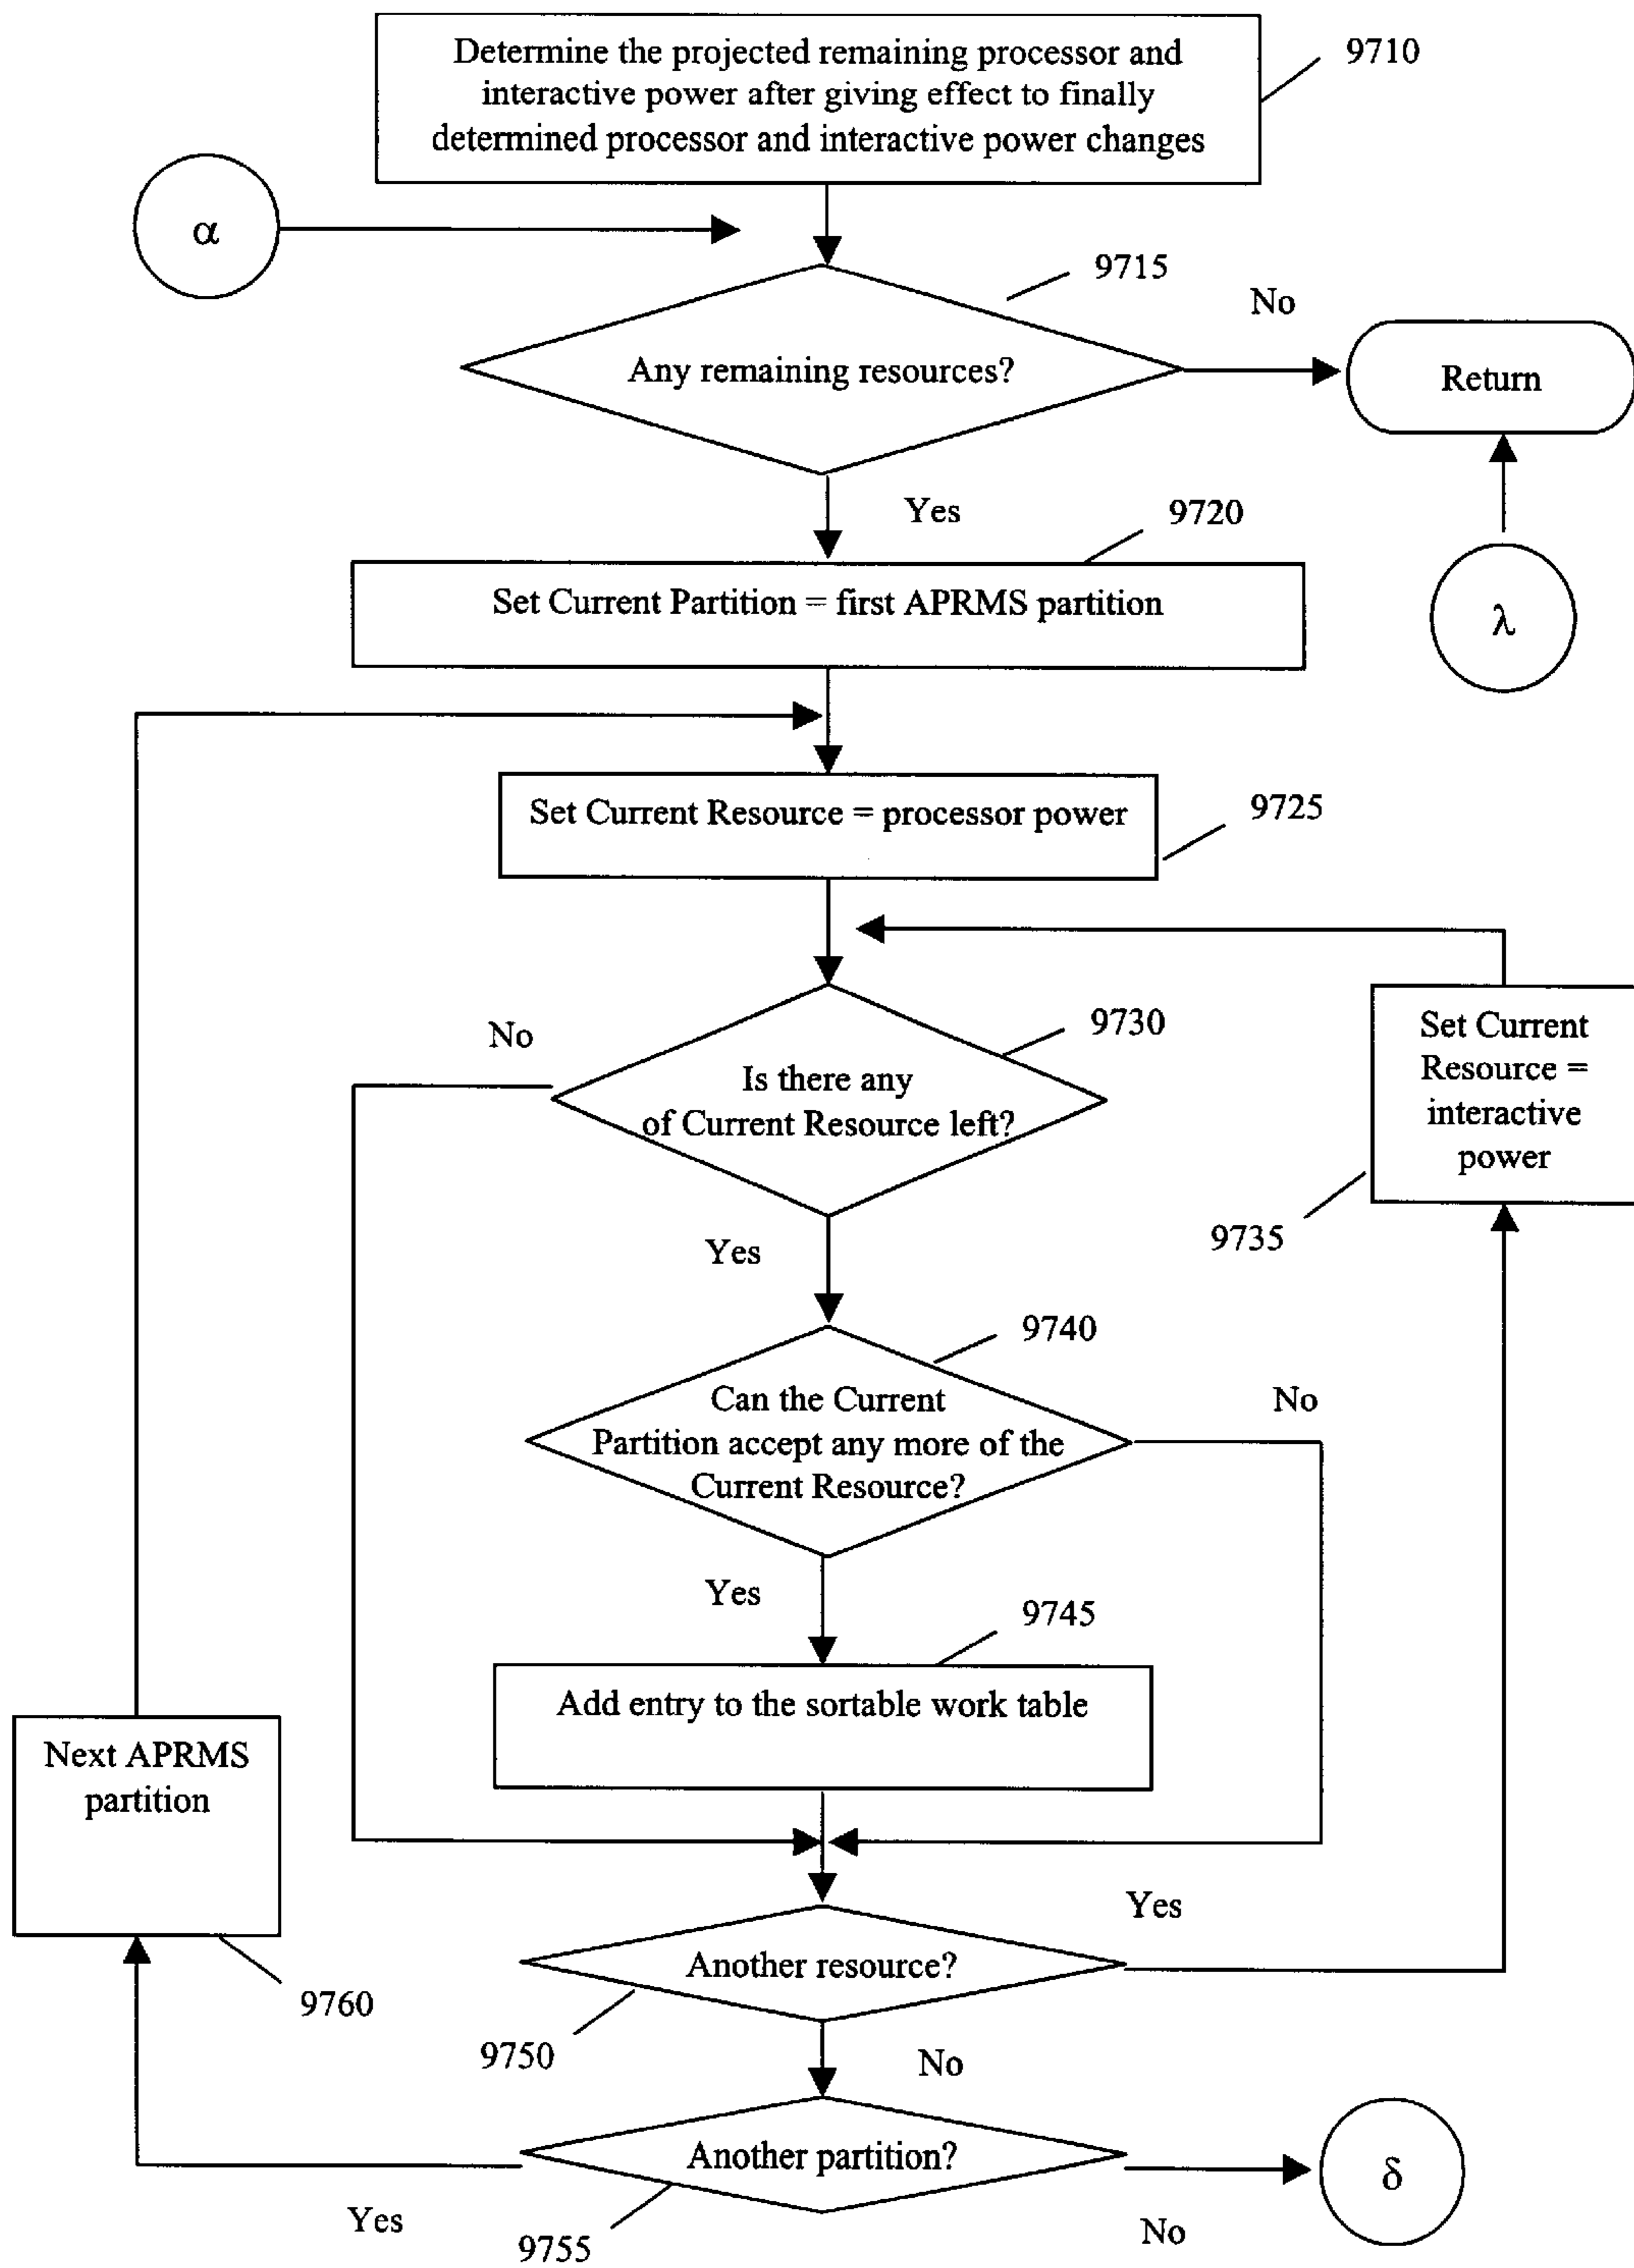 Determine the projected remaining processor and
interactive power after giving effect to finally
determined processor and interactive power changes
9710
α
9715
No
Any remaining resources?
Return
Yes
9720
Set Current Partition = first APRMS partition
λ
Set Current Resource = processor power
9725
No
9730
Is there any
of Current Resource left?
Set Current
Resource =
interactive
power
9735
Yes
9740
Can the Current
Partition accept any more of the
Current Resource?
No
Yes
9745
Add entry to the sortable work table
Next APRMS
partition
Yes
Another resource?
9760
9750
No
Another partition?
δ
Yes
9755
No